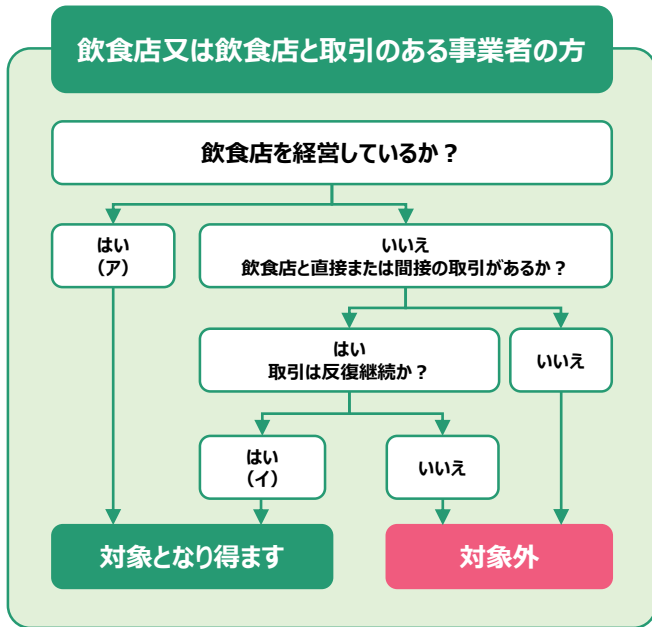 飲食店又は飲食店と取引のある事業者の方
飲食店を経営しているか？
はい
（ア）
いいえ
飲食店と直接または間接の取引があるか？
はい
取引は反復継続か？
いいえ
はい
（イ）
いいえ
対象となり得ます
対象外